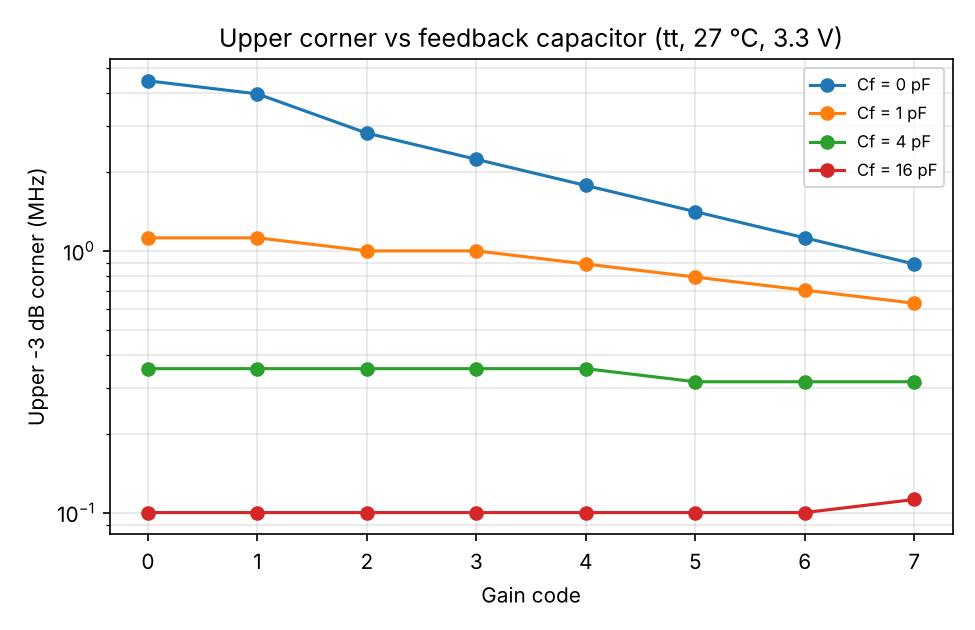 Upper corner vs feedback capacitor (tt, 27 °C, 3.3 V)
Cf = 0 pF
Cf = 1 pF
Cf = 4 pF
Cf = 16 pF
Upper -3 dB corner (MHz)
10⁰
10⁻¹
0 1 2 3 4 5 6 7
Gain code